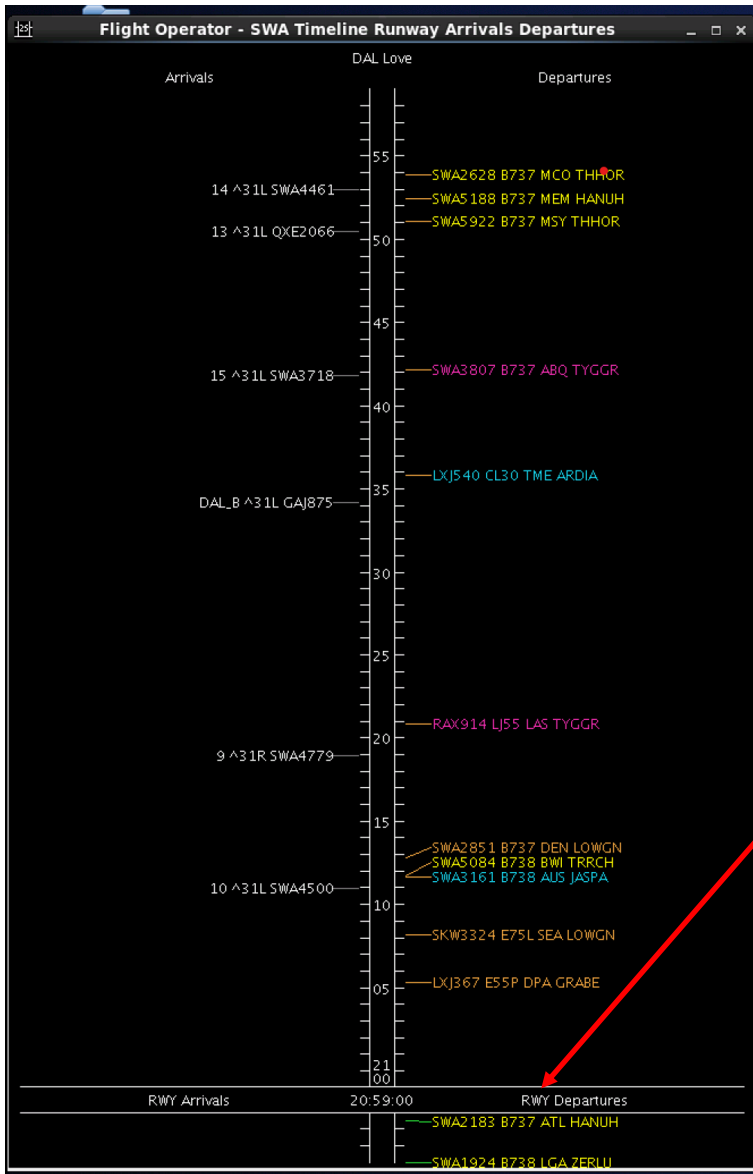 Flight Operator - SWA Timeline Runway Arrivals Departures
DAL Love
Arrivals
Departures
55
SWA2628 B737 MCO THHOR
14 ^31L SWA4461
SWA5188 B737 MEM HANUH
SWA5922 B737 MSY THHOR
13 ^31L QXE2066
50
45
SWA3807 B737 ABQ TYGGR
15 ^31L SWA3718
40
LXJ540 CL30 TME ARDIA
35
DAL_B ^31L GAJ875
30
25
RAX914 LJ55 LAS TYGGR
20
9 ^31R SWA4779
15
SWA2851 B737 DEN LOWGN
SWA5084 B738 BWI TRRCH
SWA3161 B738 AUS JASPA
10 ^31L SWA4500
10
SKW3324 E75L SEA LOWGN
LXJ367 E55P DPA GRABE
05
21
00
RWY Arrivals
20:59:00
RWY Departures
SWA2183 B737 ATL HANUH
SWA1924 B738 LGA ZERLU